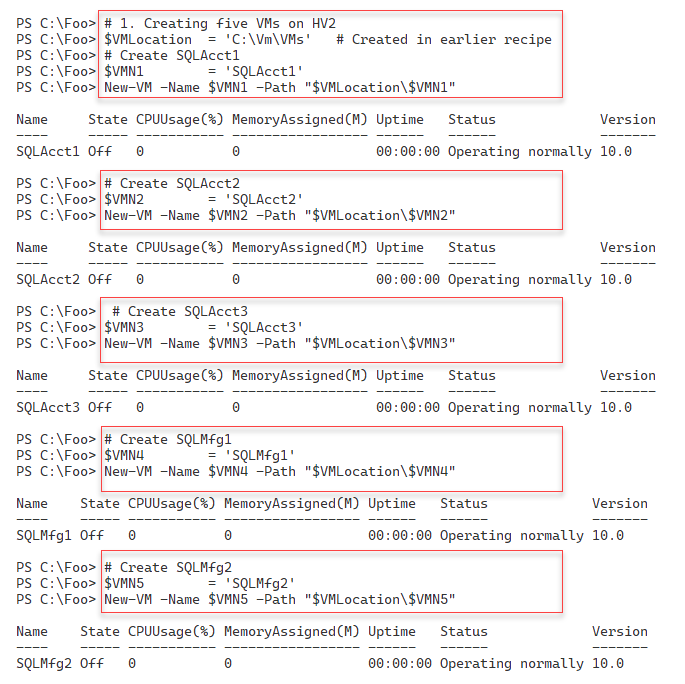 PS C:\Foo> # 1. Creating five VMs on HV2
PS C:\Foo> $VMLocation  = 'C:\Vm\VMs'   # Created in earlier recipe
PS C:\Foo> # Create SQLAcct1
PS C:\Foo> $VMN1        = 'SQLAcct1'
PS C:\Foo> New-VM -Name $VMN1 -Path "$VMLocation\$VMN1"
Name     State CPUUsage(%) MemoryAssigned(M) Uptime   Status             Version
----     ----- ----------- ----------------- ------   ------             -------
SQLAcct1 Off   0           0                 00:00:00 Operating normally 10.0
PS C:\Foo> # Create SQLAcct2
PS C:\Foo> $VMN2        = 'SQLAcct2'
PS C:\Foo> New-VM -Name $VMN2 -Path "$VMLocation\$VMN2"
Name     State CPUUsage(%) MemoryAssigned(M) Uptime   Status             Version
----     ----- ----------- ----------------- ------   ------             -------
SQLAcct2 Off   0           0                 00:00:00 Operating normally 10.0
PS C:\Foo>  # Create SQLAcct3
PS C:\Foo> $VMN3        = 'SQLAcct3'
PS C:\Foo> New-VM -Name $VMN3 -Path "$VMLocation\$VMN3"
Name     State CPUUsage(%) MemoryAssigned(M) Uptime   Status             Version
----     ----- ----------- ----------------- ------   ------             -------
SQLAcct3 Off   0           0                 00:00:00 Operating normally 10.0
PS C:\Foo> # Create SQLMfg1
PS C:\Foo> $VMN4        = 'SQLMfg1'
PS C:\Foo> New-VM -Name $VMN4 -Path "$VMLocation\$VMN4"
Name    State CPUUsage(%) MemoryAssigned(M) Uptime   Status             Version
----    ----- ----------- ----------------- ------   ------             -------
SQLMfg1 Off   0           0                 00:00:00 Operating normally 10.0
PS C:\Foo> # Create SQLMfg2
PS C:\Foo> $VMN5        = 'SQLMfg2'
PS C:\Foo> New-VM -Name $VMN5 -Path "$VMLocation\$VMN5"
Name    State CPUUsage(%) MemoryAssigned(M) Uptime   Status             Version
----    ----- ----------- ----------------- ------   ------             -------
SQLMfg2 Off   0           0                 00:00:00 Operating normally 10.0